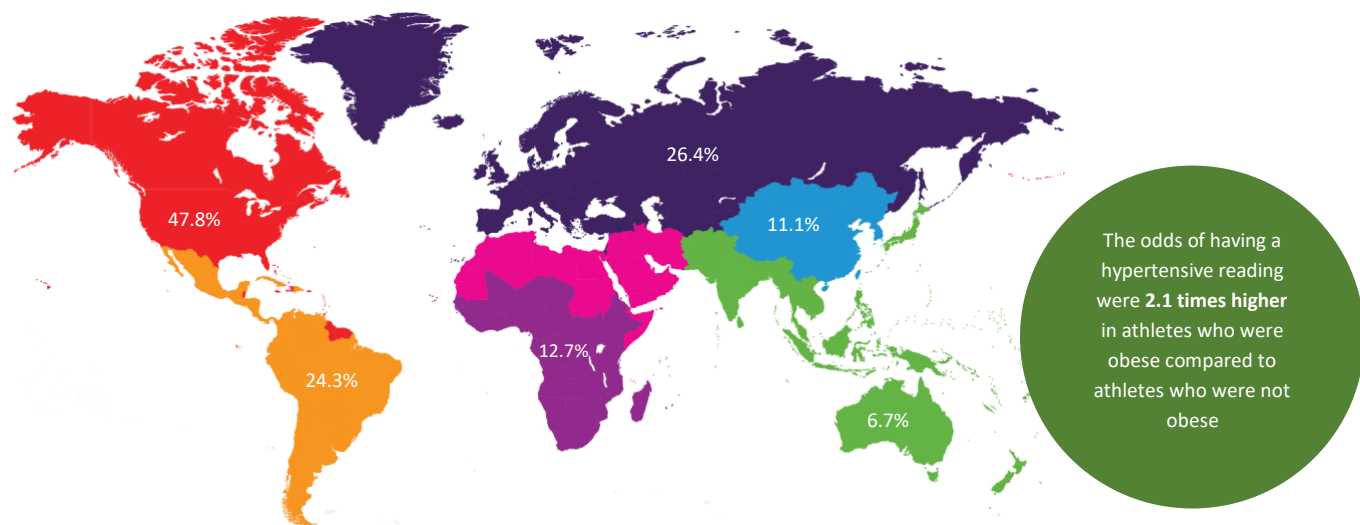 26.4%
47.8%
11.1%
12.7%
24.3%
6.7%
The odds of having a
hypertensive reading
were 2.1 times higher
in athletes who were
obese compared to
athletes who were not
obese